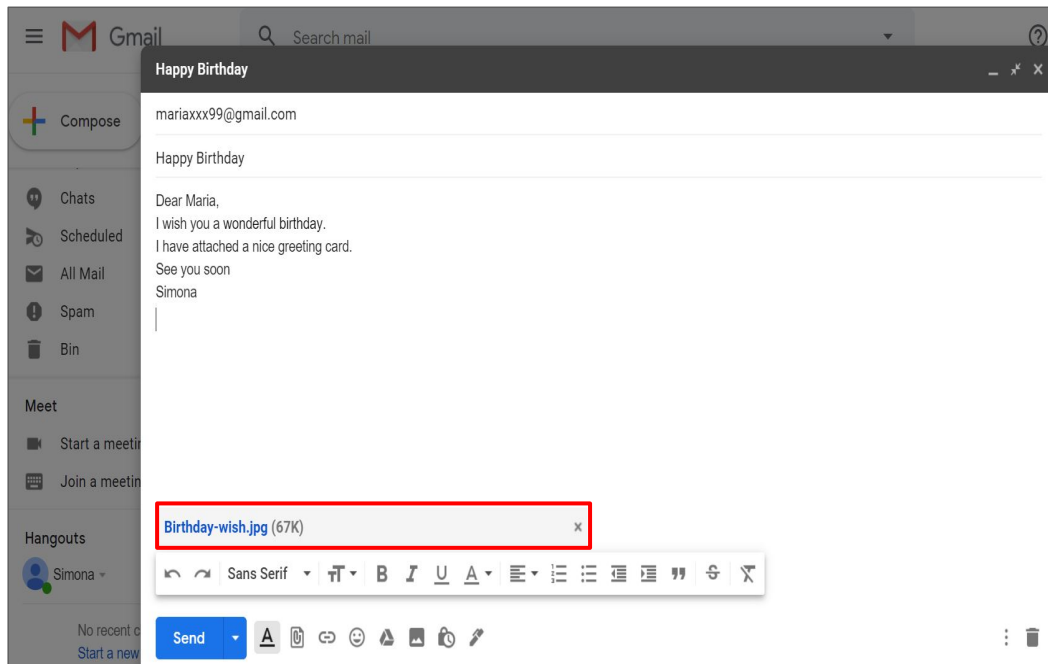 Gmail
Search mail
Happy Birthday
Compose
mariaxxx99@gmail.com
Happy Birthday
Dear Maria,
I wish you a wonderful birthday.
I have attached a nice greeting card.
See you soon
Simona
Chats
Scheduled
All Mail
Spam
Bin
Meet
Start a meetin
Join a meetin
Hangouts
Simona
No recent c
Start a new
Birthday-wish.jpg (67K)
Sans Serif
Send